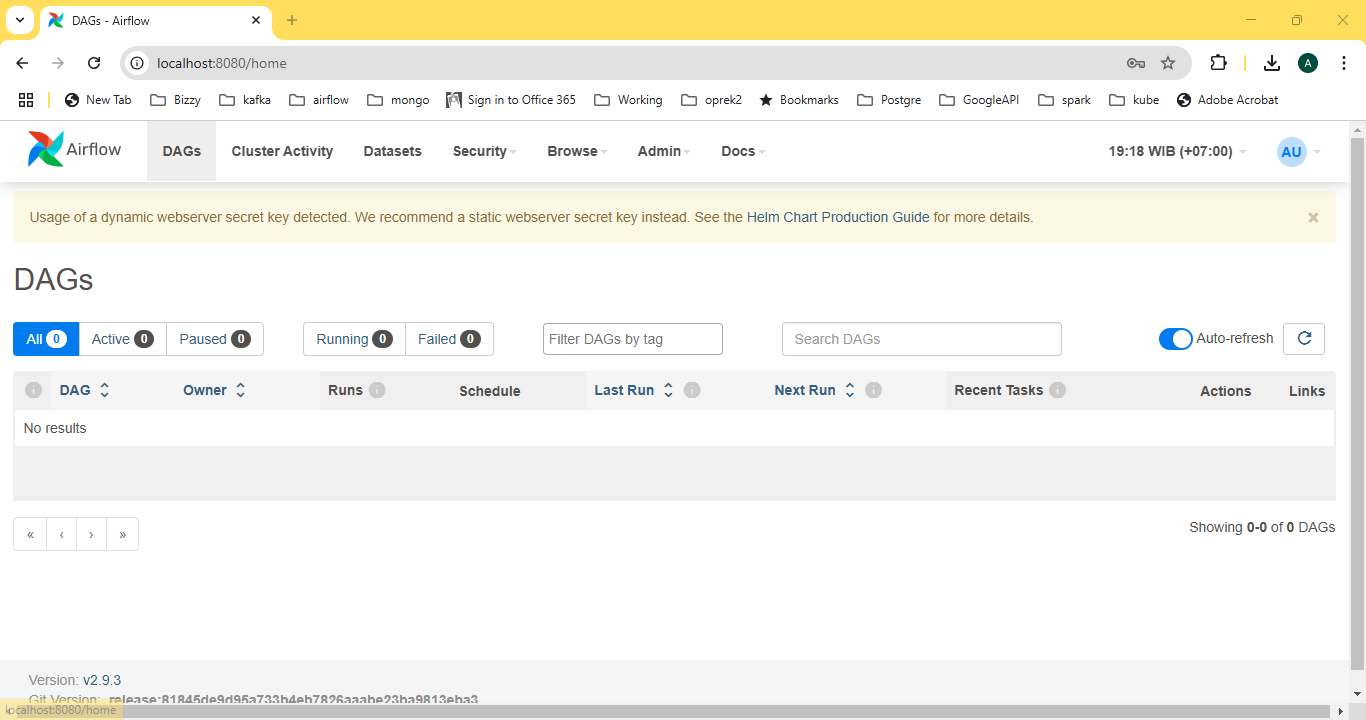 DAGs - Airflow
localhost:8080/home
A
New Tab Bizzy kafka airflow mongo Sign in to Office 365 Working oprek2 Bookmarks Postgre GoogleAPI spark kube Adobe Acrobat
Airflow DAGs Cluster Activity Datasets Security Browse Admin Docs 19:18 WIB (+07:00) AU
Usage of a dynamic webserver secret key detected. We recommend a static webserver secret key instead. See the Helm Chart Production Guide for more details. ×
DAGs
All 0 Active 0 Paused 0 Running 0 Failed 0 Filter DAGs by tag Search DAGs Auto-refresh
DAG Owner Runs Schedule Last Run Next Run Recent Tasks Actions Links
No results
« ‹ › »
Showing 0-0 of 0 DAGs
Version: v2.9.3
Git Version: .release:81845de9d95a733b4eb7826aaabe23ba9813eba3
localhost:8080/home